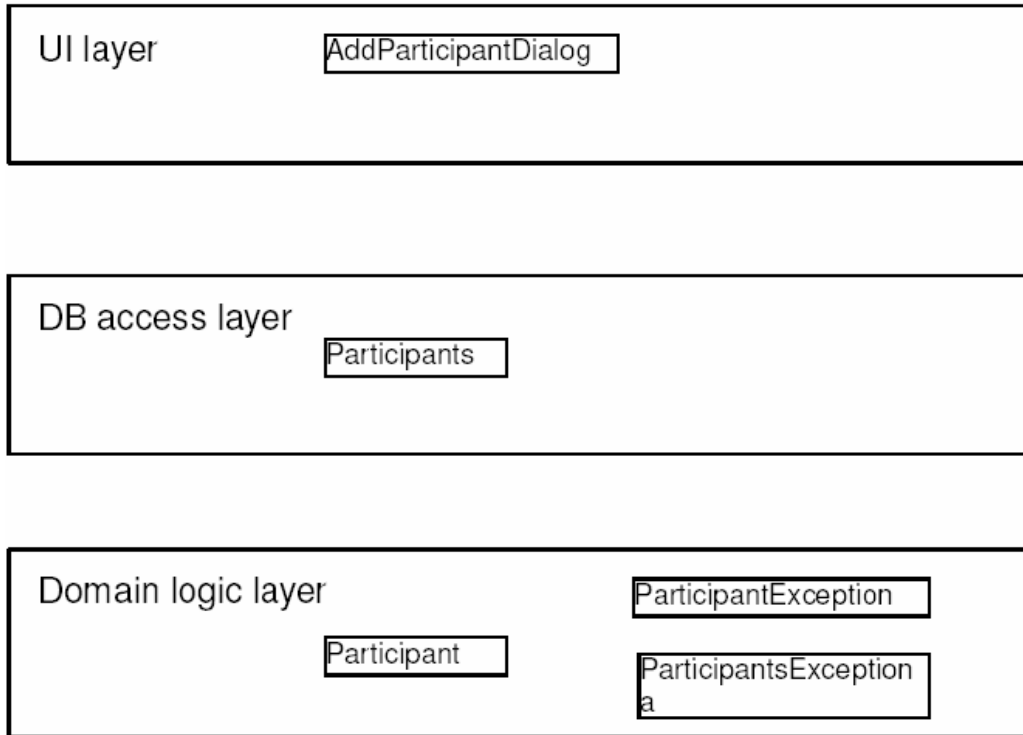 UI layer
AddParticipantDialog
DB access layer
Participants
Domain logic layer
ParticipantException
Participant
ParticipantsException
a